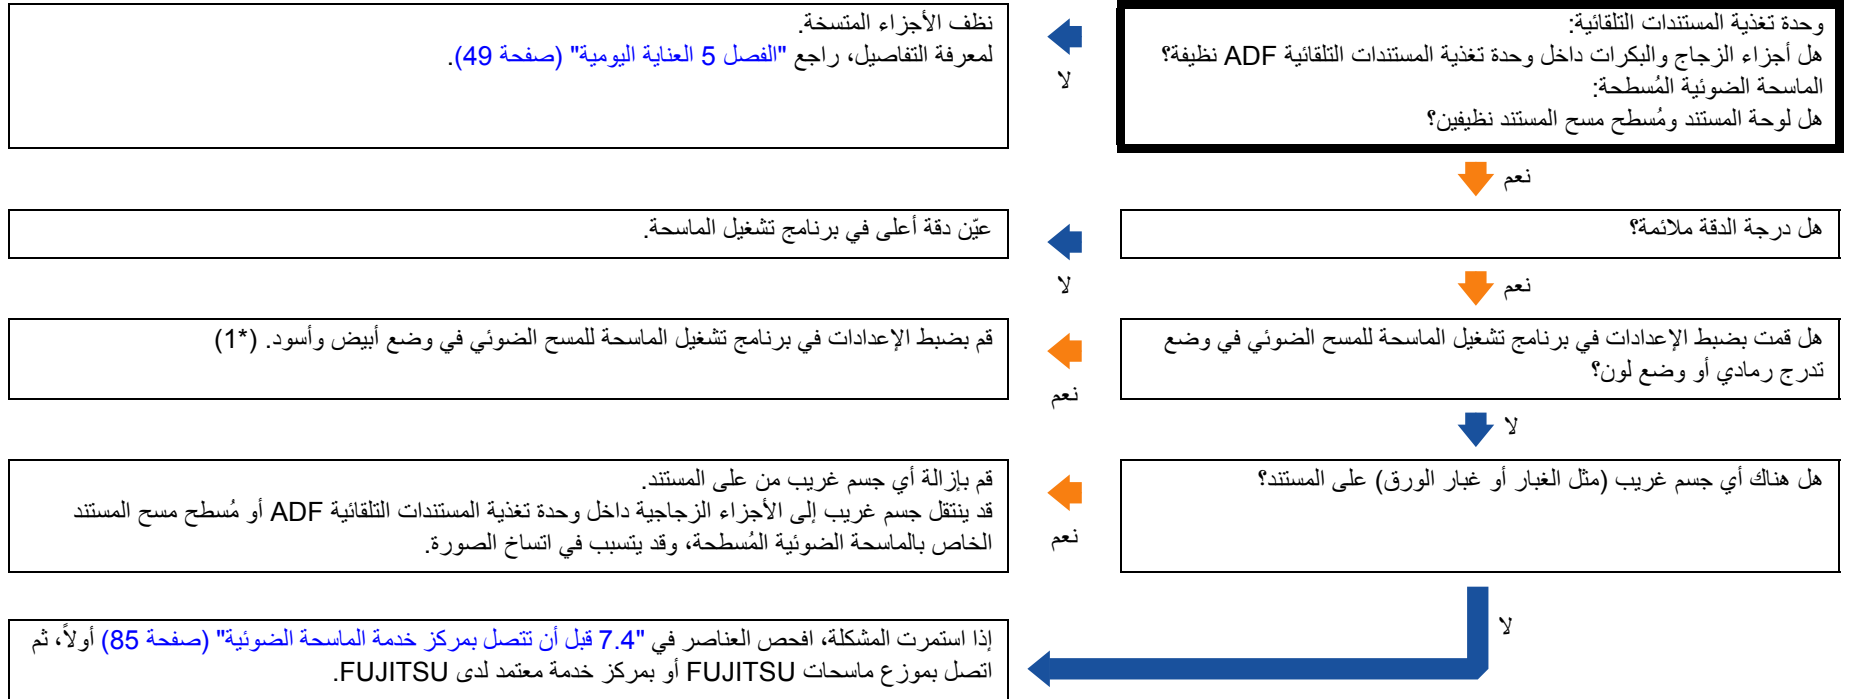 وحدة تغذية المستندات التلقائية:
هل أجزاء الزجاج والبكرات داخل وحدة تغذية المستندات التلقائية ADF نظيفة؟
الماسحة الضوئية المُسطحة:
هل لوحة المستند ومُسطح مسح المستند نظيفين؟
لا
نظف الأجزاء المتسخة.
لمعرفة التفاصيل، راجع "الفصل 5 العناية اليومية" (صفحة 49).
نعم
هل درجة الدقة ملائمة؟
لا
عيّن دقة أعلى في برنامج تشغيل الماسحة.
نعم
هل قمت بضبط الإعدادات في برنامج تشغيل الماسحة للمسح الضوئي في وضع
تدرج رمادي أو وضع لون؟
نعم
قم بضبط الإعدادات في برنامج تشغيل الماسحة للمسح الضوئي في وضع أبيض وأسود. (*1)
لا
هل هناك أي جسم غريب (مثل الغبار أو غبار الورق) على المستند؟
نعم
قم بإزالة أي جسم غريب من على المستند.
قد ينتقل جسم غريب إلى الأجزاء الزجاجية داخل وحدة تغذية المستندات التلقائية ADF أو مُسطح مسح المستند
الخاص بالماسحة الضوئية المُسطحة، وقد يتسبب في اتساخ الصورة.
لا
إذا استمرت المشكلة، افحص العناصر في "7.4 قبل أن تتصل بمركز خدمة الماسحة الضوئية" (صفحة 85) أولاً، ثم
اتصل بموزع ماسحات FUJITSU أو بمركز خدمة معتمد لدى FUJITSU.